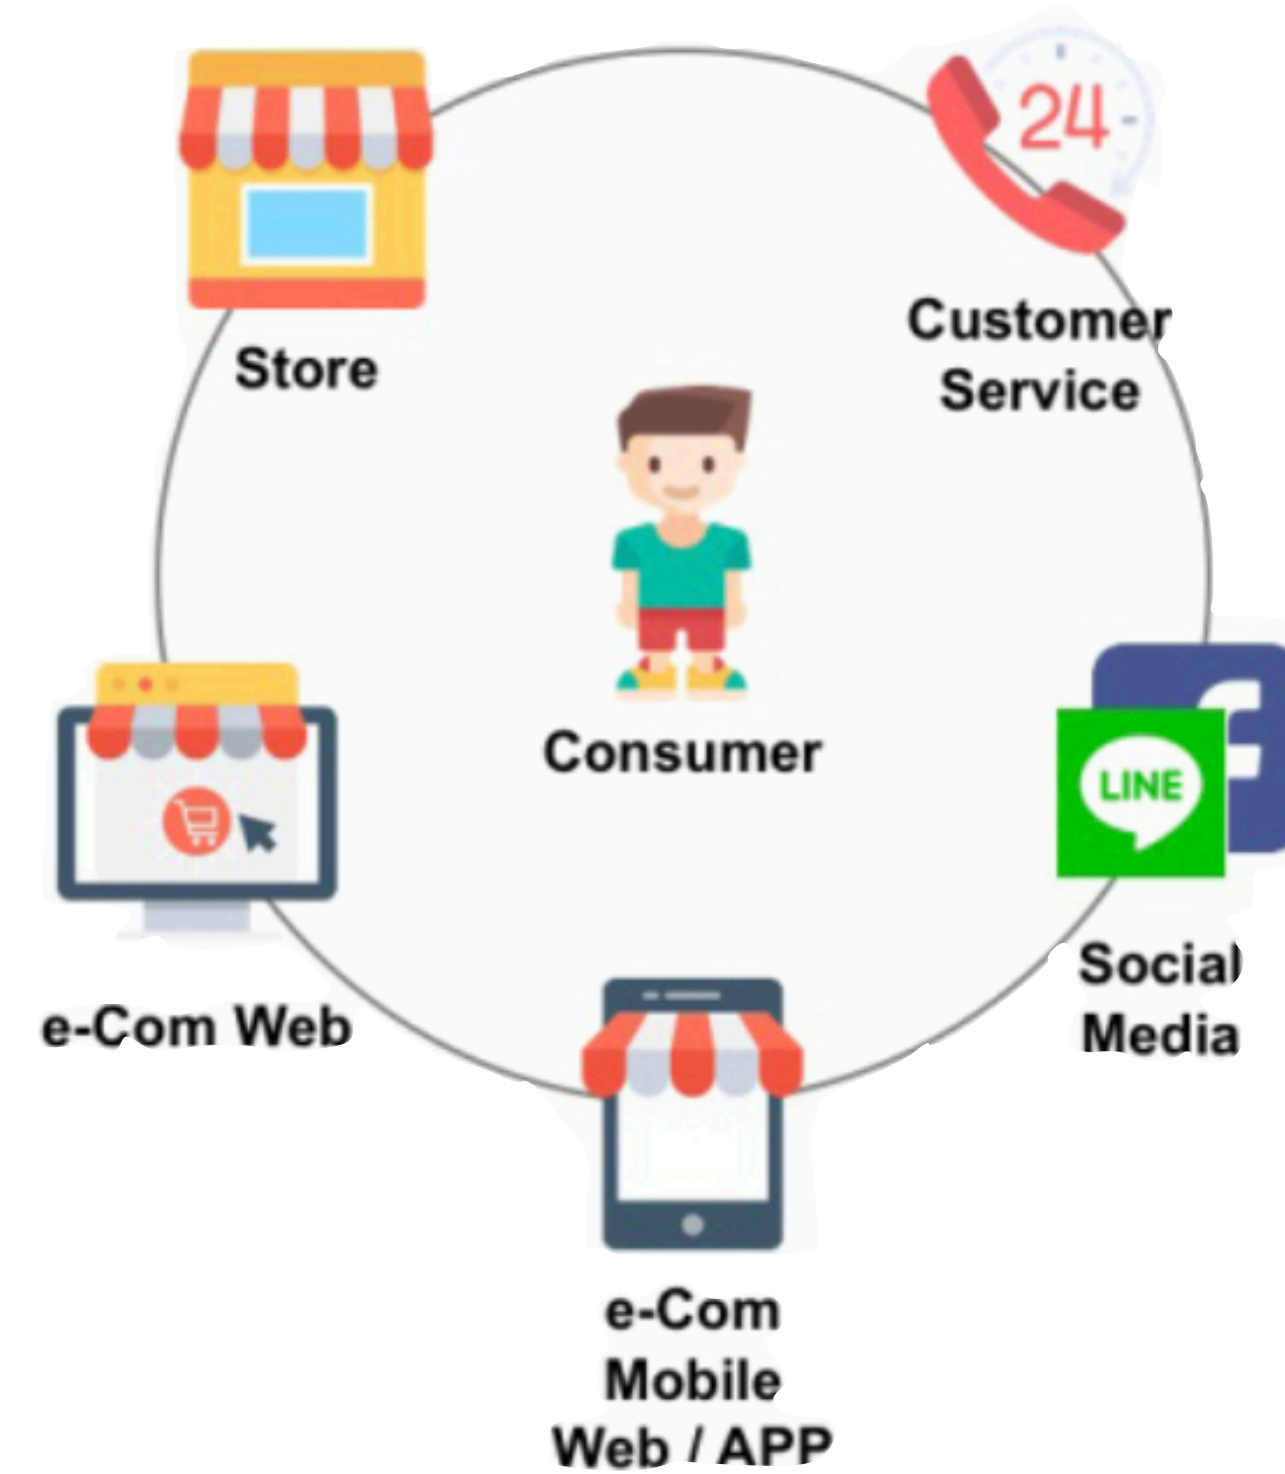 24
Store
Customer
Service
Consumer
LINE
e-Com Web
Social
Media
e-Com
Mobile
Web / APP